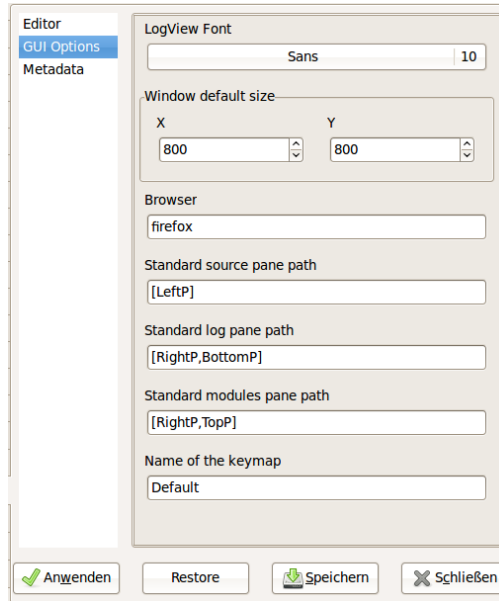 Editor
GUI Options
Metadata
LogView Font
Sans 10
Window default size
X Y
800 800
Browser
firefox
Standard source pane path
[LeftP]
Standard log pane path
[RightP,BottomP]
Standard modules pane path
[RightP,TopP]
Name of the keymap
Default
Anwenden Restore Speichern Schließen